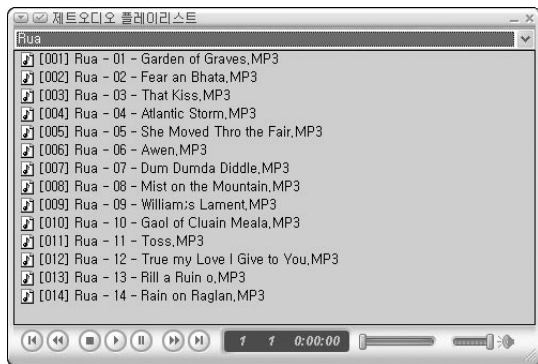 제트오디오 플레이리스트
Rua
[001] Rua - 01 - Garden of Graves,MP3
[002] Rua - 02 - Fear an Bhata,MP3
[003] Rua - 03 - That Kiss,MP3
[004] Rua - 04 - Atlantic Storm,MP3
[005] Rua - 05 - She Moved Thro the Fair,MP3
[006] Rua - 06 - Awen,MP3
[007] Rua - 07 - Dum Dumda Diddle,MP3
[008] Rua - 08 - Mist on the Mountain,MP3
[009] Rua - 09 - William;s Lament,MP3
[010] Rua - 10 - Gaol of Cluain Meala,MP3
[011] Rua - 11 - Toss,MP3
[012] Rua - 12 - True my Love I Give to You,MP3
[013] Rua - 13 - Rill a Ruin o,MP3
[014] Rua - 14 - Rain on Raglan,MP3
1 1 0:00:00